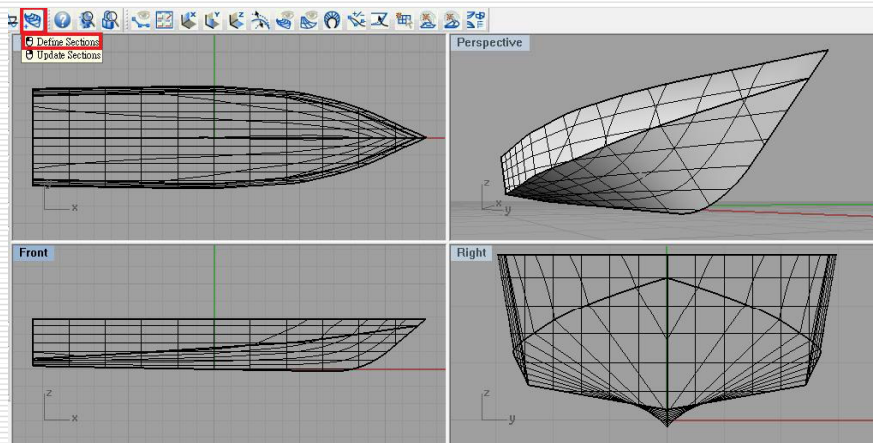 Define Sections
Update Sections
Perspective
z
x
y
x
Front
z
x
Right
z
y